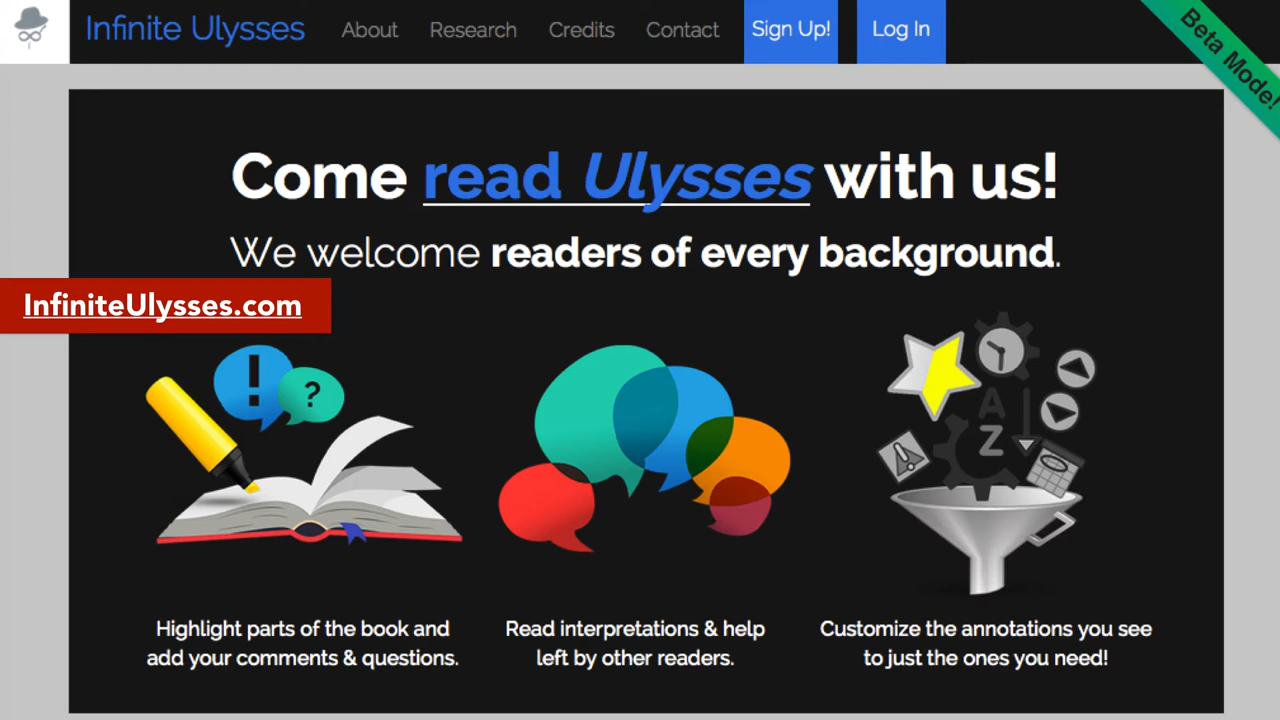 Infinite Ulysses About Research Credits Contact Sign Up! Log In
Beta Mode!
Come read Ulysses with us!
We welcome readers of every background.
InfiniteUlysses.com
! ?
A
Z
Highlight parts of the book and
add your comments & questions.
Read interpretations & help
left by other readers.
Customize the annotations you see
to just the ones you need!